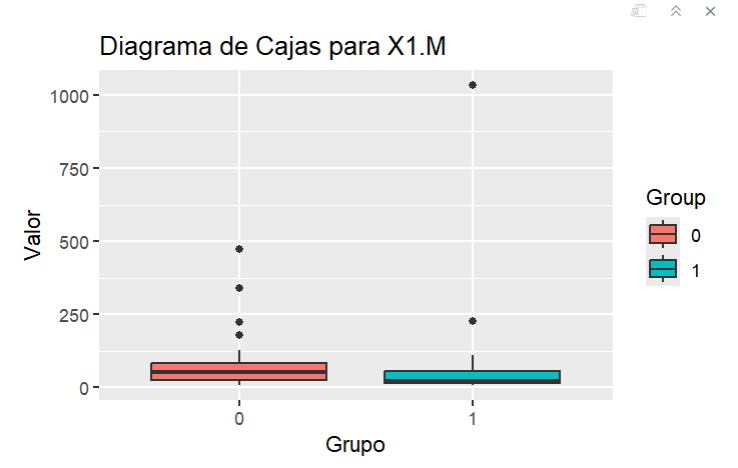 Diagrama de Cajas para X1.M
1000
750
500
250
0
Valor
0
1
Grupo
Group
0
1